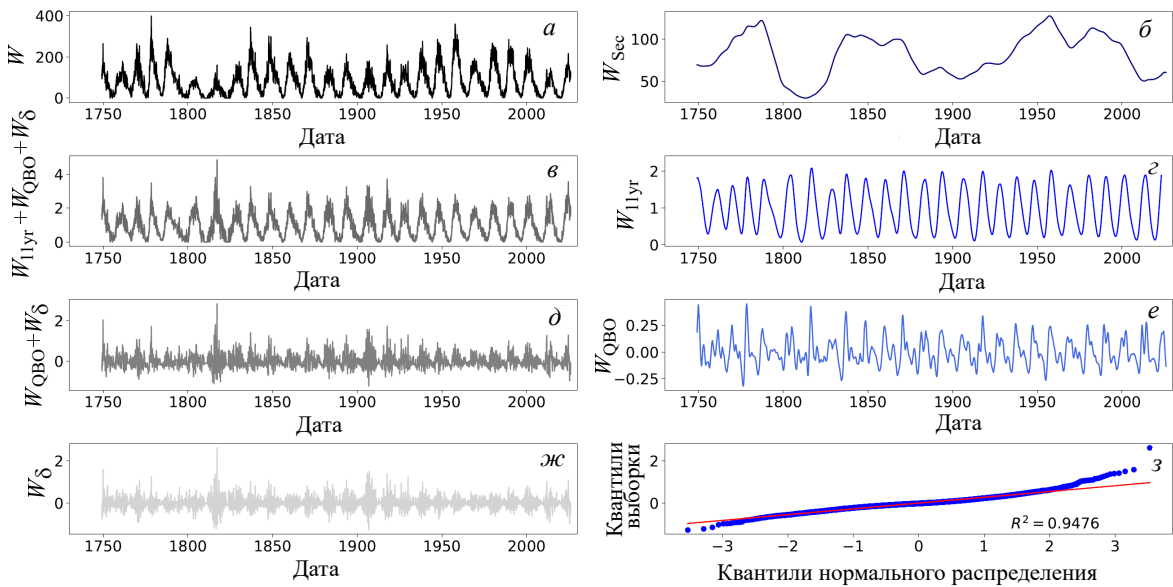 400
200
0
W
а
1750 1800 1850 1900 1950 2000
Дата
100
50
W_Sec
б
1750 1800 1850 1900 1950 2000
Дата
4
2
0
W_11yr+W_QBO+W_δ
в
1750 1800 1850 1900 1950 2000
Дата
2
1
0
W_11yr
г
1750 1800 1850 1900 1950 2000
Дата
2
0
W_QBO+W_δ
д
1750 1800 1850 1900 1950 2000
Дата
0.25
0.00
−0.25
W_QBO
е
1750 1800 1850 1900 1950 2000
Дата
2
0
W_δ
ж
1750 1800 1850 1900 1950 2000
Дата
2
0
Квантили
выборки
з
R² = 0.9476
−3 −2 −1 0 1 2 3
Квантили нормального распределения